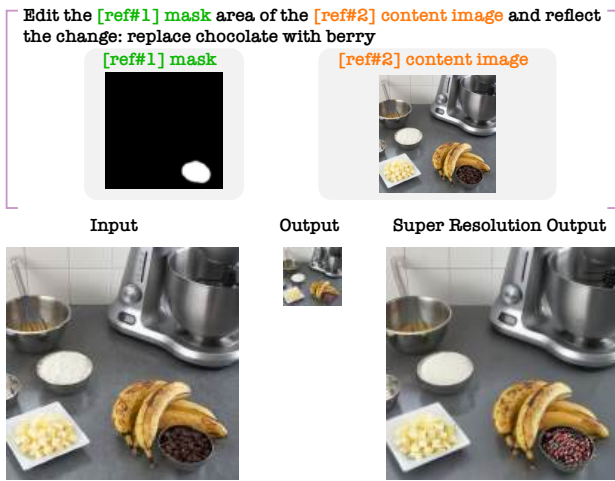 Edit the [ref#1] mask area of the [ref#2] content image and reflect
the change: replace chocolate with berry
[ref#1] mask
[ref#2] content image
Input
Output
Super Resolution Output